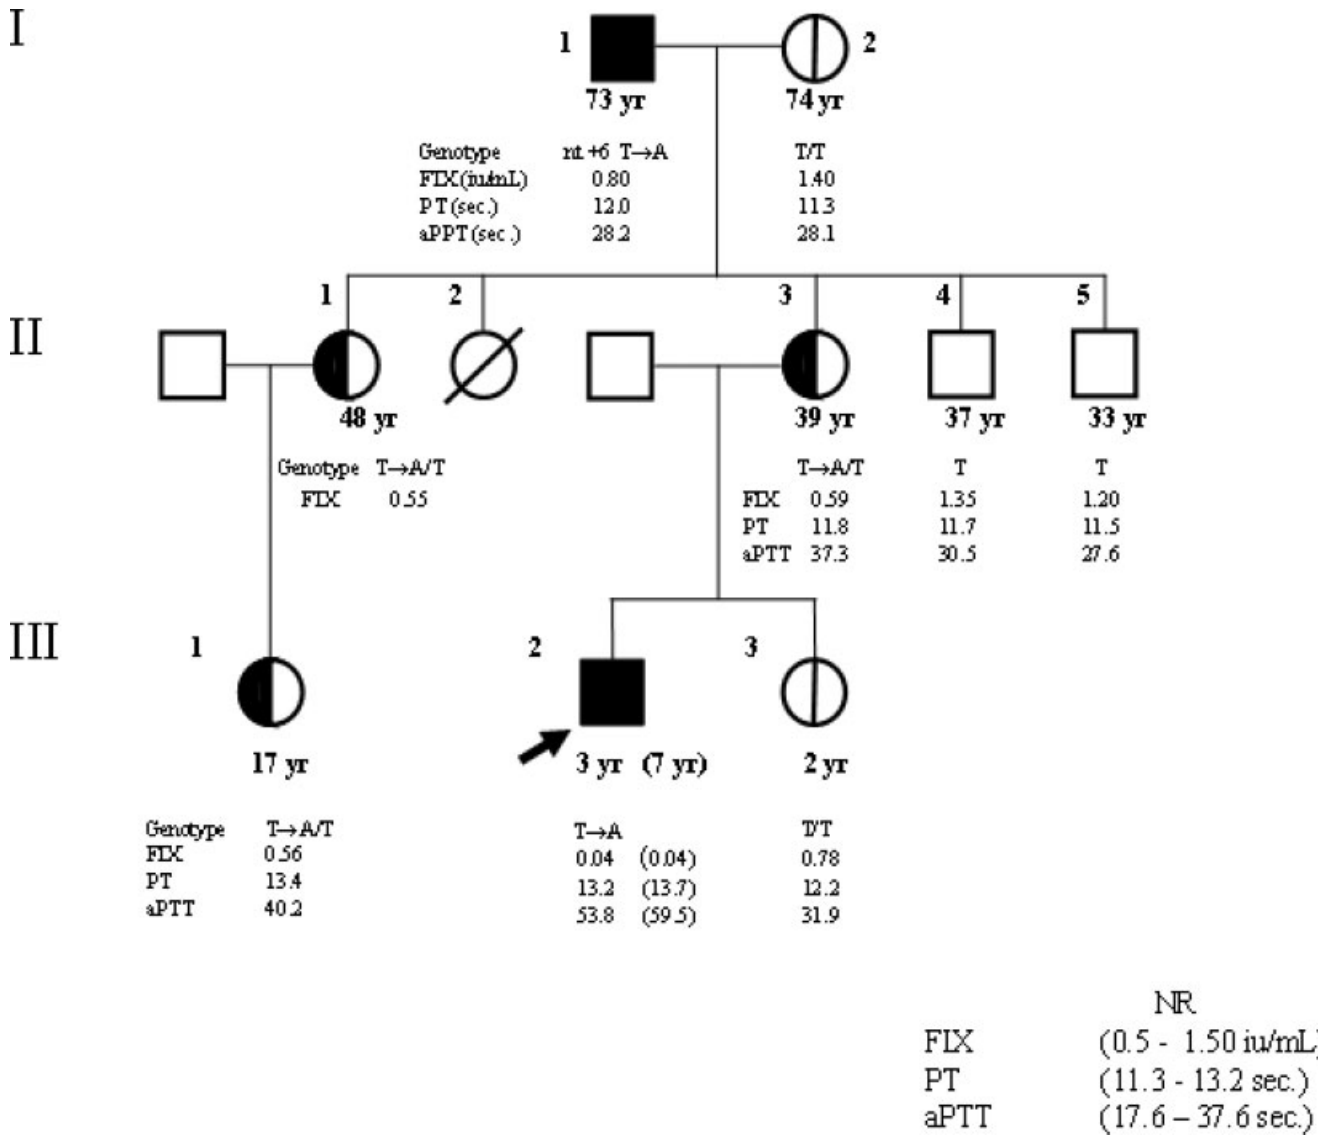 I
1 2
73 yr 74 yr
Genotype nt +6 T→A T/T
FIX(iu/mL) 0.80 1.40
PT(sec.) 12.0 11.3
aPPT(sec.) 28.2 28.1
1 2 3 4 5
II
48 yr 39 yr 37 yr 33 yr
Genotype T→A/T T→A/T T T
FIX 0.55 FIX 0.59 1.35 1.20
PT 11.8 11.7 11.5
aPTT 37.3 30.5 27.6
III
1 2 3
17 yr 3 yr (7 yr) 2 yr
Genotype T→A/T T→A T/T
FIX 0.56 0.04 (0.04) 0.78
PT 13.4 13.2 (13.7) 12.2
aPTT 40.2 53.8 (59.5) 31.9
NR
FIX (0.5 - 1.50 iu/mL)
PT (11.3 - 13.2 sec.)
aPTT (17.6 – 37.6 sec.)